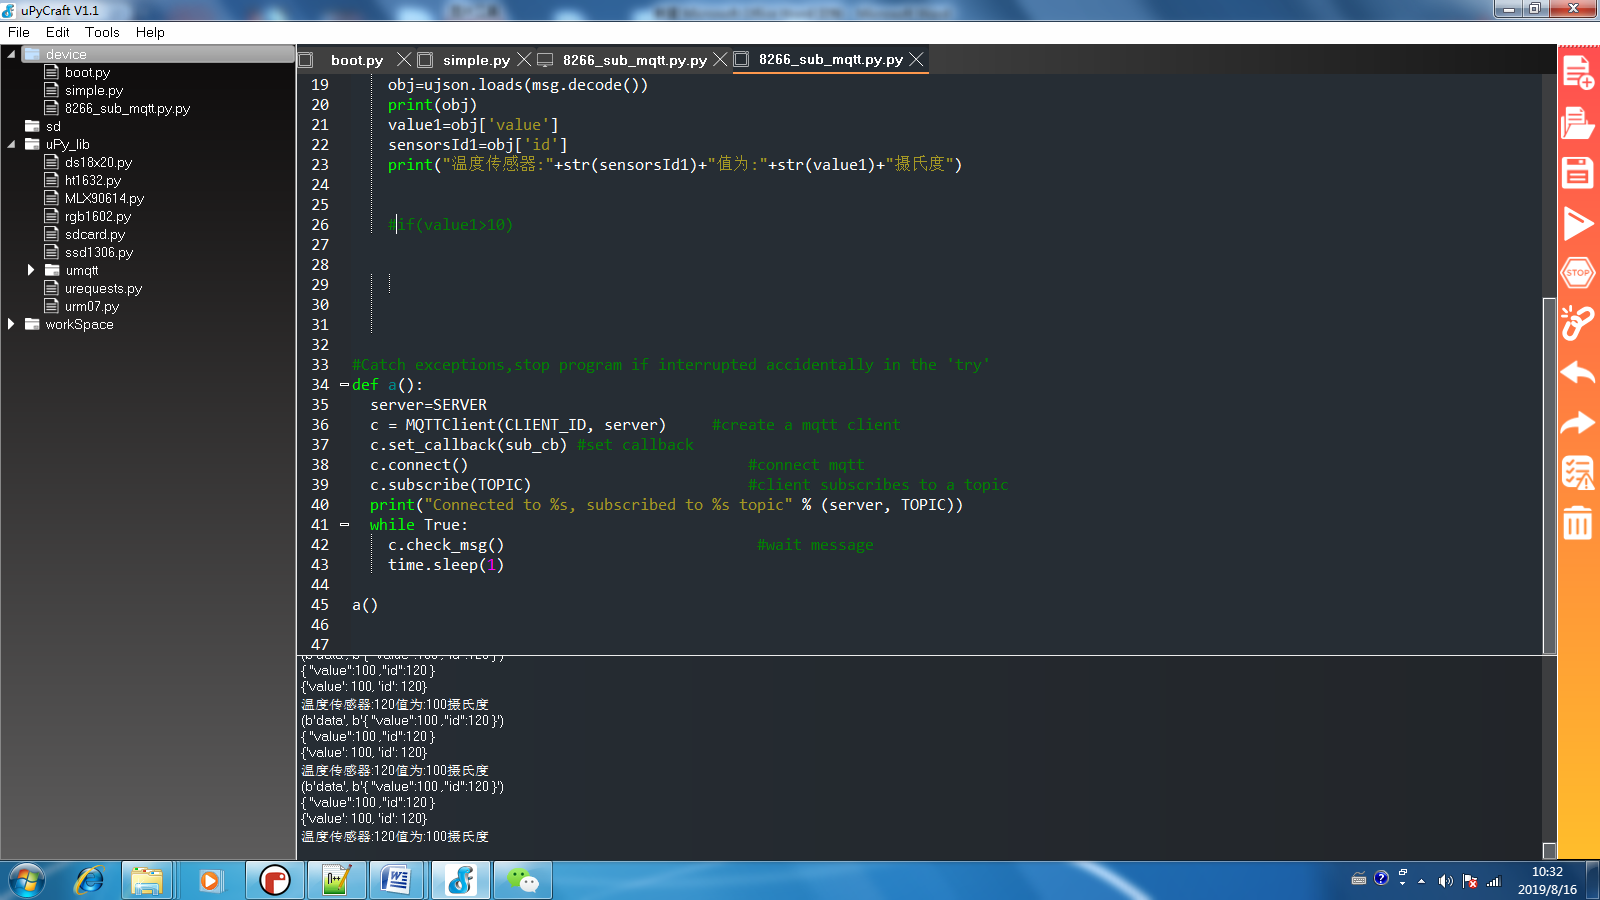 uPyCraft V1.1
File Edit Tools Help
device
boot.py
simple.py
8266_sub_mqtt.py.py
sd
uPy_lib
ds18x20.py
ht1632.py
MLX90614.py
rgb1602.py
sdcard.py
ssd1306.py
umqtt
urequests.py
urm07.py
workSpace
boot.py simple.py 8266_sub_mqtt.py.py 8266_sub_mqtt.py.py
19 obj=ujson.loads(msg.decode())
20 print(obj)
21 value1=obj['value']
22 sensorsId1=obj['id']
23 print("温度传感器:"+str(sensorsId1)+"值为:"+str(value1)+"摄氏度")
24
25
26 #if(value1>10)
27
28
29
30
31
32
33 #Catch exceptions,stop program if interrupted accidentally in the 'try'
34 def a():
35 server=SERVER
36 c = MQTTClient(CLIENT_ID, server) #create a mqtt client
37 c.set_callback(sub_cb) #set callback
38 c.connect() #connect mqtt
39 c.subscribe(TOPIC) #client subscribes to a topic
40 print("Connected to %s, subscribed to %s topic" % (server, TOPIC))
41 while True:
42 c.check_msg() #wait message
43 time.sleep(1)
44
45 a()
46
47
(b'data', b'{ "value":100 ,"id":120 }')
{ "value":100 ,"id":120 }
{'value': 100, 'id': 120}
温度传感器:120值为:100摄氏度
(b'data', b'{ "value":100 ,"id":120 }')
{ "value":100 ,"id":120 }
{'value': 100, 'id': 120}
温度传感器:120值为:100摄氏度
(b'data', b'{ "value":100 ,"id":120 }')
{ "value":100 ,"id":120 }
{'value': 100, 'id': 120}
温度传感器:120值为:100摄氏度
STOP
10:32
2019/8/16